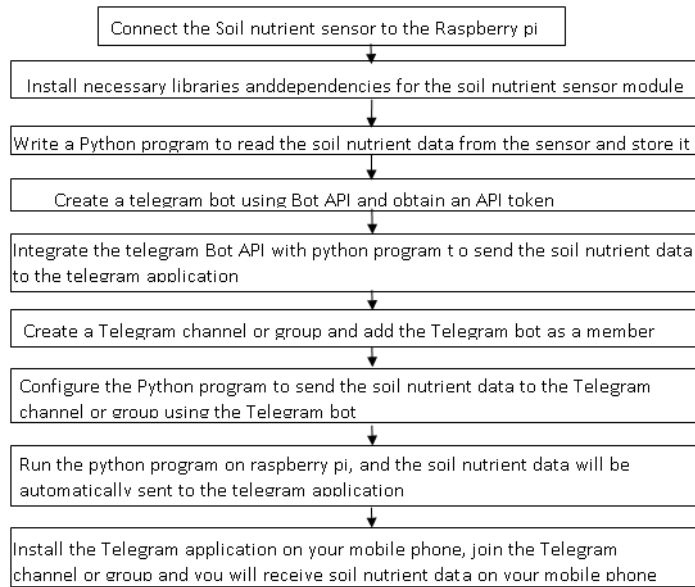 Connect the Soil nutrient sensor to the Raspberry pi
Install necessary libraries anddependencies for the soil nutrient sensor module
Write a Python program to read the soil nutrient data from the sensor and store it
Create a telegram bot using Bot API and obtain an API token
Integrate the telegram Bot API with python program t o send the soil nutrient data
to the telegram application
Create a Telegram channel or group and add the Telegram bot as a member
Configure the Python program to send the soil nutrient data to the Telegram
channel or group using the Telegram bot
Run the python program on raspberry pi, and the soil nutrient data will be
automatically sent to the telegram application
Install the Telegram application on your mobile phone, join the Telegram
channel or group and you will receive soil nutrient data on your mobile phone